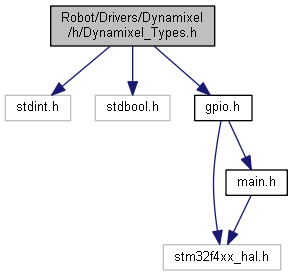 Robot/Drivers/Dynamixel
/h/Dynamixel_Types.h
stdint.h
stdbool.h
gpio.h
main.h
stm32f4xx_hal.h